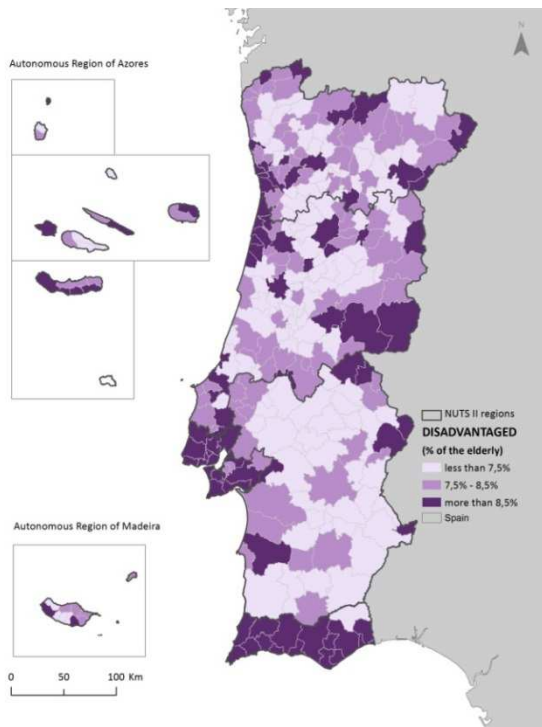 N
Autonomous Region of Azores
NUTS II regions
DISADVANTAGED
(% of the elderly)
less than 7,5%
7,5% - 8,5%
more than 8,5%
Spain
Autonomous Region of Madeira
0 50 100 Km